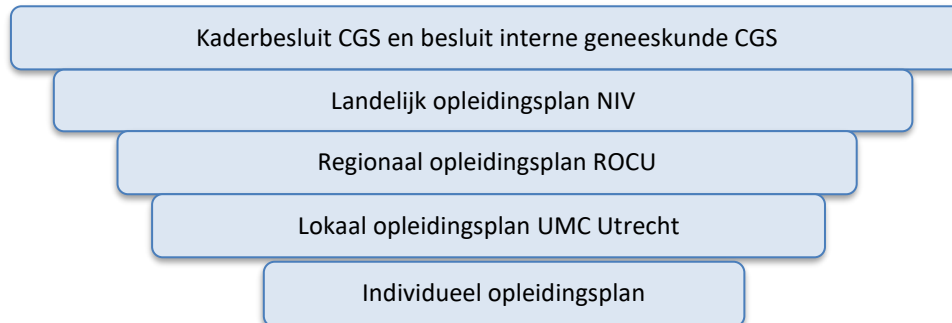 Kaderbesluit CGS en besluit interne geneeskunde CGS
Landelijk opleidingsplan NIV
Regionaal opleidingsplan ROCU
Lokaal opleidingsplan UMC Utrecht
Individueel opleidingsplan